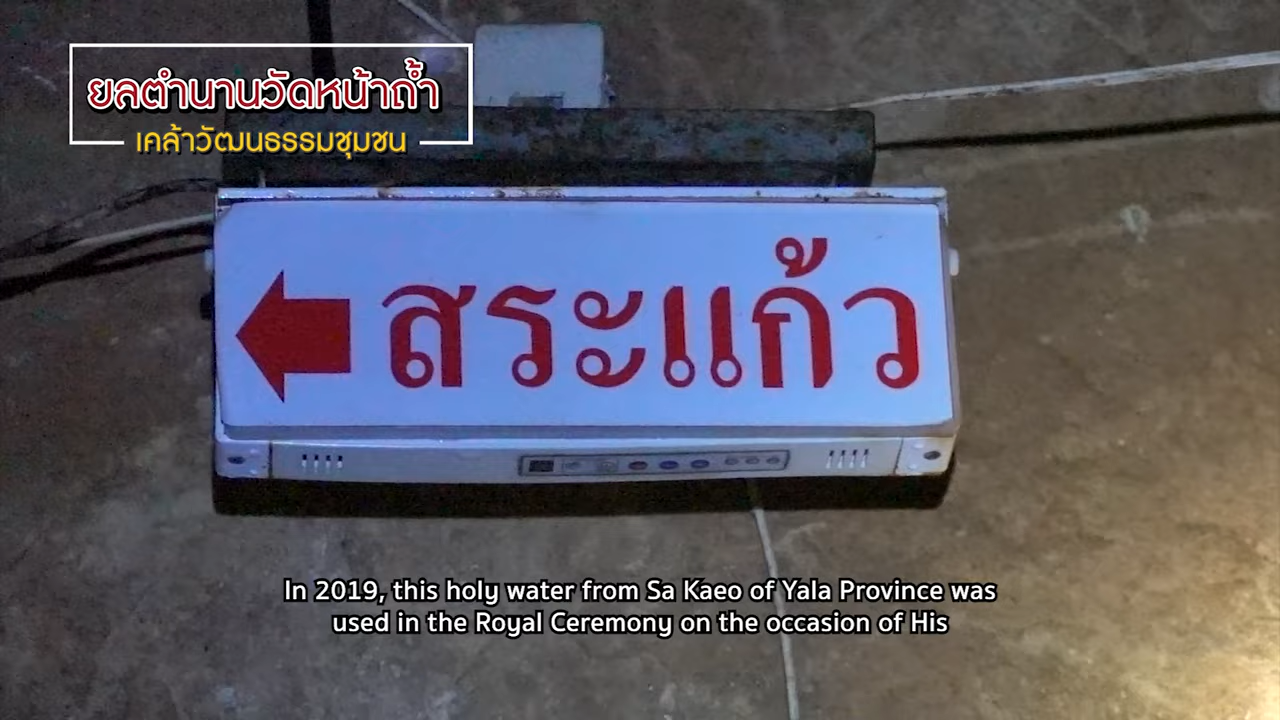 ยลตำนานวัดหน้าถ้ำ
เคล้าวัฒนธรรมชุมชน
สระแก้ว
In 2019, this holy water from Sa Kaeo of Yala Province was
used in the Royal Ceremony on the occasion of His